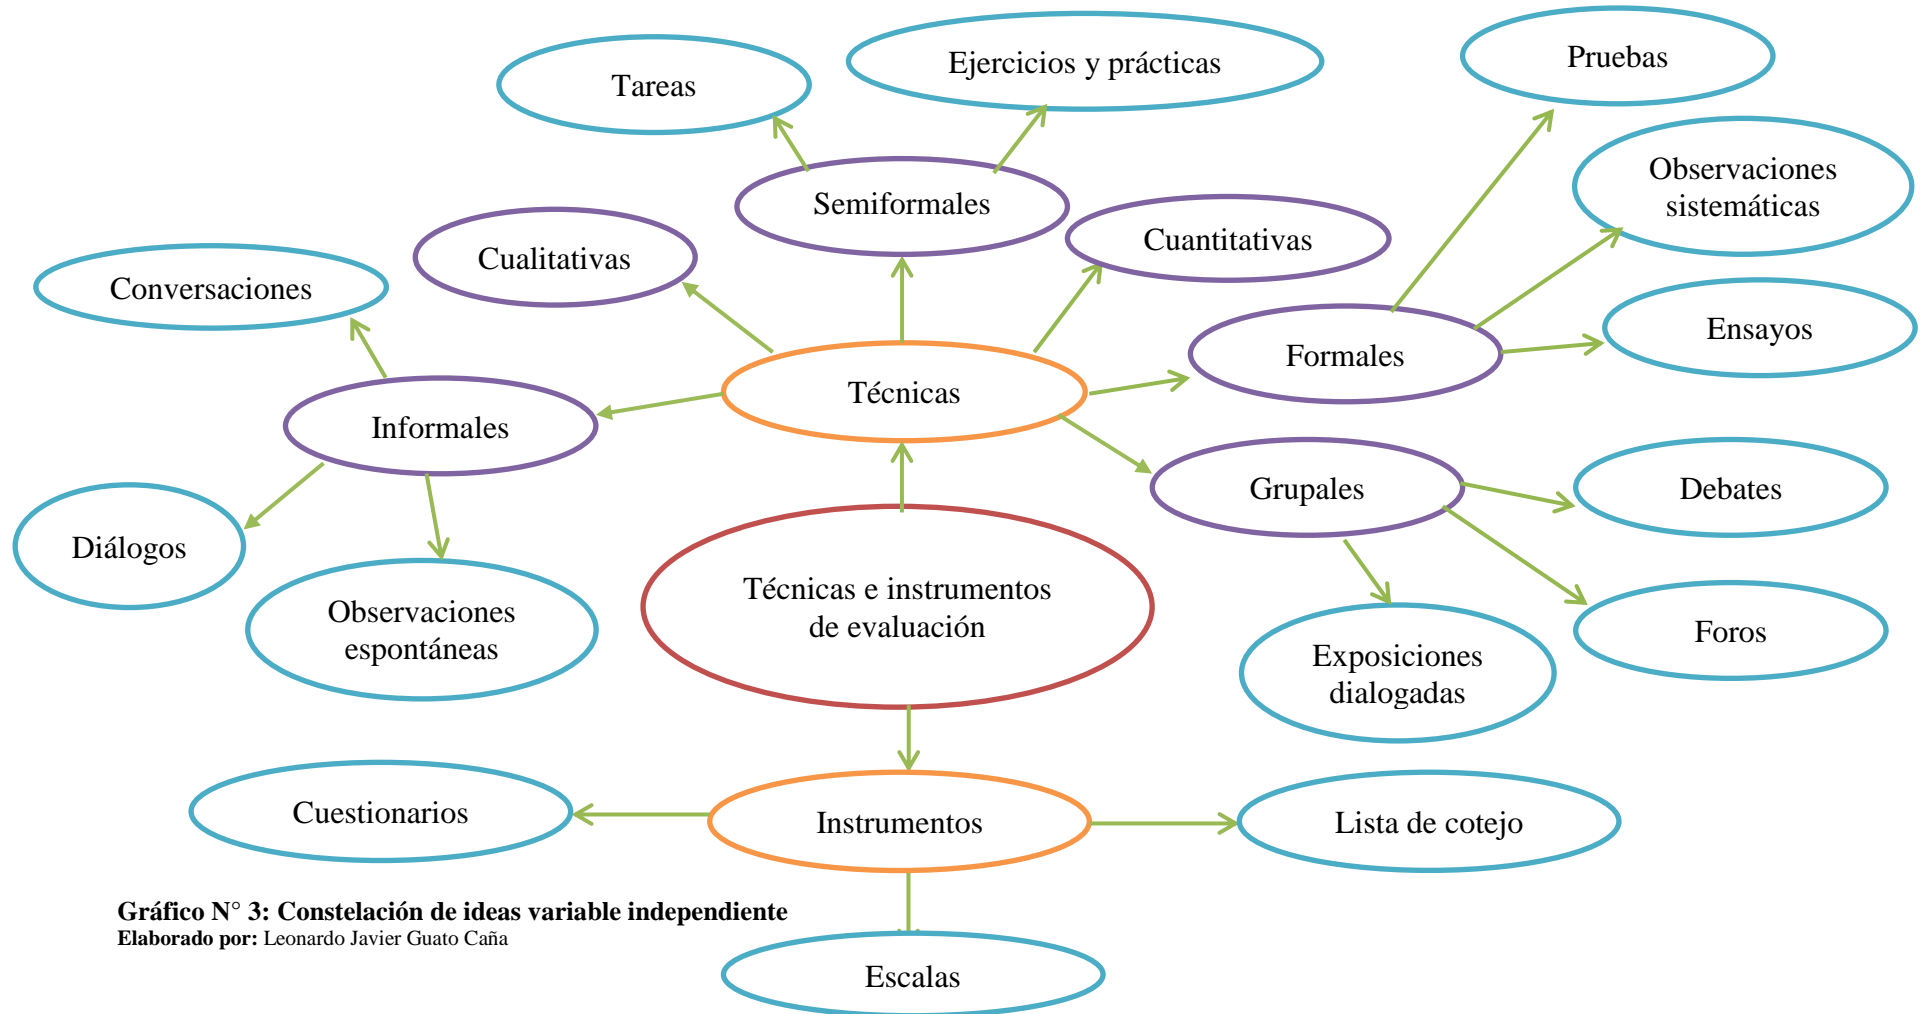 Ejercicios y prácticas
Pruebas
Tareas
Observaciones
sistemáticas
Semiformales
Cuantitativas
Cualitativas
Conversaciones
Ensayos
Formales
Técnicas
Informales
Grupales
Debates
Diálogos
Técnicas e instrumentos
de evaluación
Observaciones
espontáneas
Foros
Exposiciones
dialogadas
Cuestionarios
Instrumentos
Lista de cotejo
Gráfico N° 3: Constelación de ideas variable independiente
Elaborado por: Leonardo Javier Guato Caña
Escalas